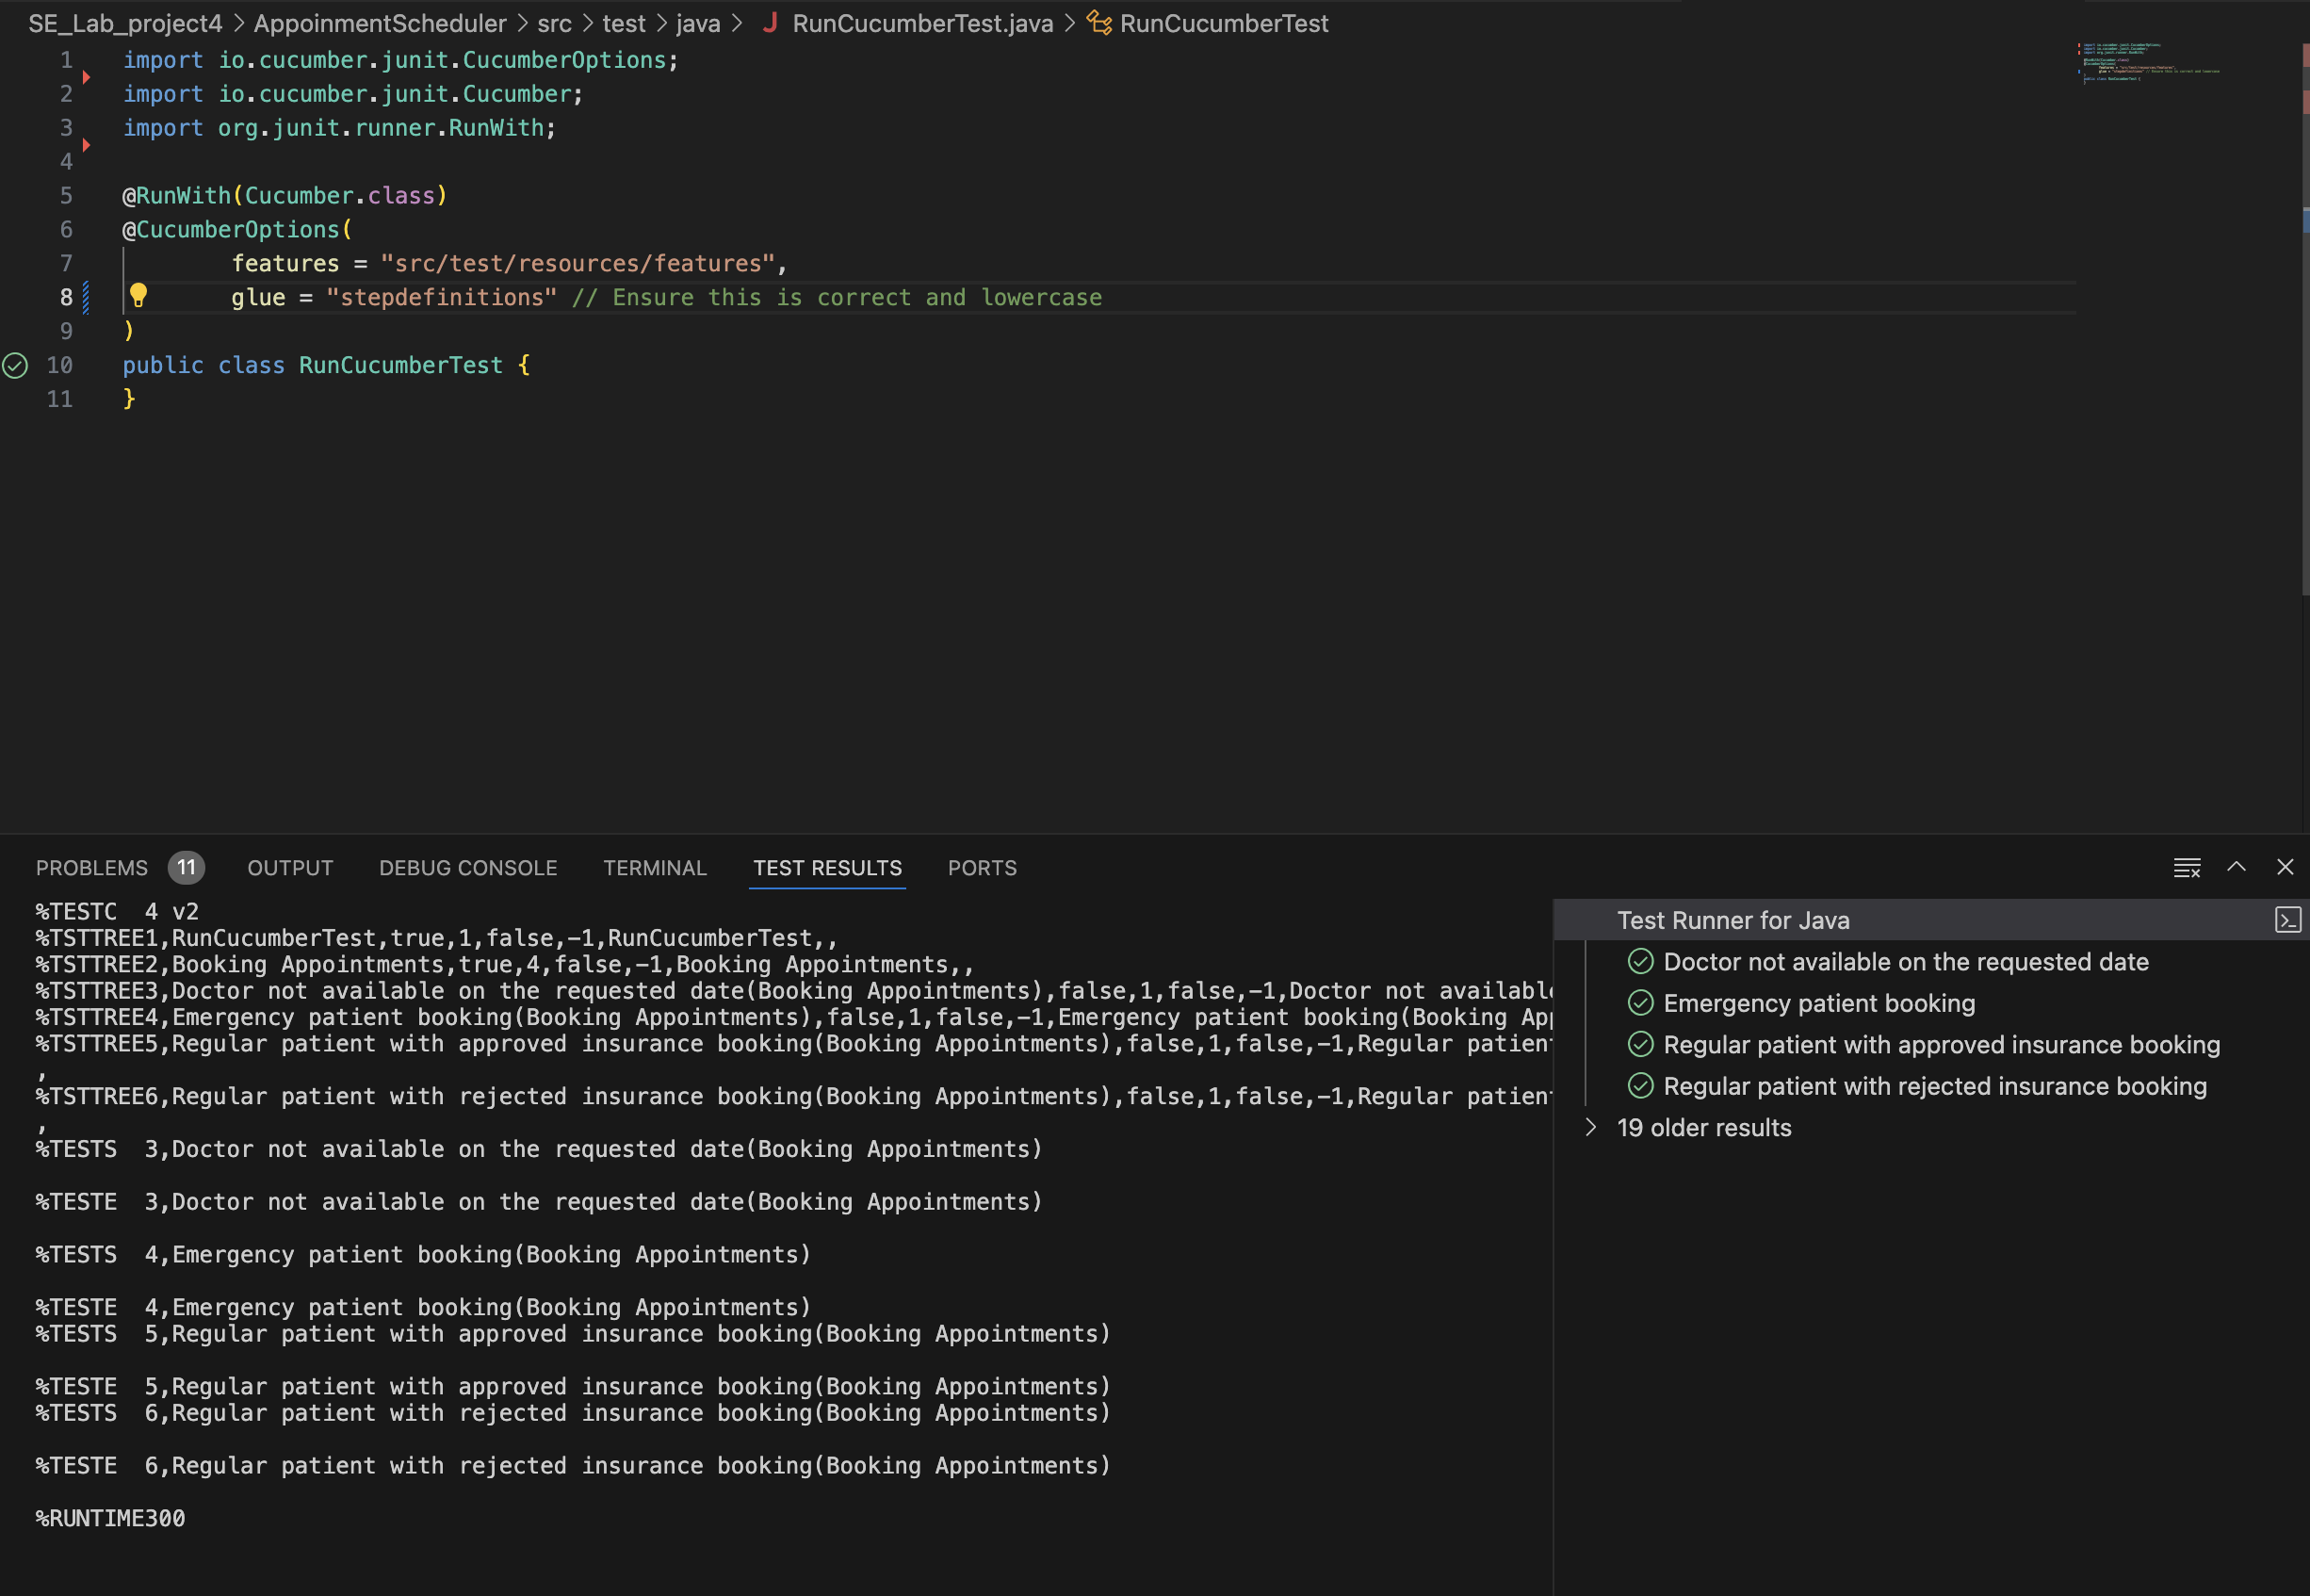 SE_Lab_project4 > AppoinmentScheduler > src > test > java > J RunCucumberTest.java > RunCucumberTest
1 import io.cucumber.junit.CucumberOptions;
2 import io.cucumber.junit.Cucumber;
3 import org.junit.runner.RunWith;
4
5 @RunWith(Cucumber.class)
6 @CucumberOptions(
7 features = "src/test/resources/features",
8 glue = "stepdefinitions" // Ensure this is correct and lowercase
9 )
10 public class RunCucumberTest {
11 }
PROBLEMS 11 OUTPUT DEBUG CONSOLE TERMINAL TEST RESULTS PORTS
%TESTC  4 v2
%TSTTREE1,RunCucumberTest,true,1,false,-1,RunCucumberTest,,
%TSTTREE2,Booking Appointments,true,4,false,-1,Booking Appointments,,
%TSTTREE3,Doctor not available on the requested date(Booking Appointments),false,1,false,-1,Doctor not available
%TSTTREE4,Emergency patient booking(Booking Appointments),false,1,false,-1,Emergency patient booking(Booking App
%TSTTREE5,Regular patient with approved insurance booking(Booking Appointments),false,1,false,-1,Regular patient
,
%TSTTREE6,Regular patient with rejected insurance booking(Booking Appointments),false,1,false,-1,Regular patient
,
%TESTS  3,Doctor not available on the requested date(Booking Appointments)
%TESTE  3,Doctor not available on the requested date(Booking Appointments)
%TESTS  4,Emergency patient booking(Booking Appointments)
%TESTE  4,Emergency patient booking(Booking Appointments)
%TESTS  5,Regular patient with approved insurance booking(Booking Appointments)
%TESTE  5,Regular patient with approved insurance booking(Booking Appointments)
%TESTS  6,Regular patient with rejected insurance booking(Booking Appointments)
%TESTE  6,Regular patient with rejected insurance booking(Booking Appointments)
%RUNTIME300
Test Runner for Java
Doctor not available on the requested date
Emergency patient booking
Regular patient with approved insurance booking
Regular patient with rejected insurance booking
> 19 older results